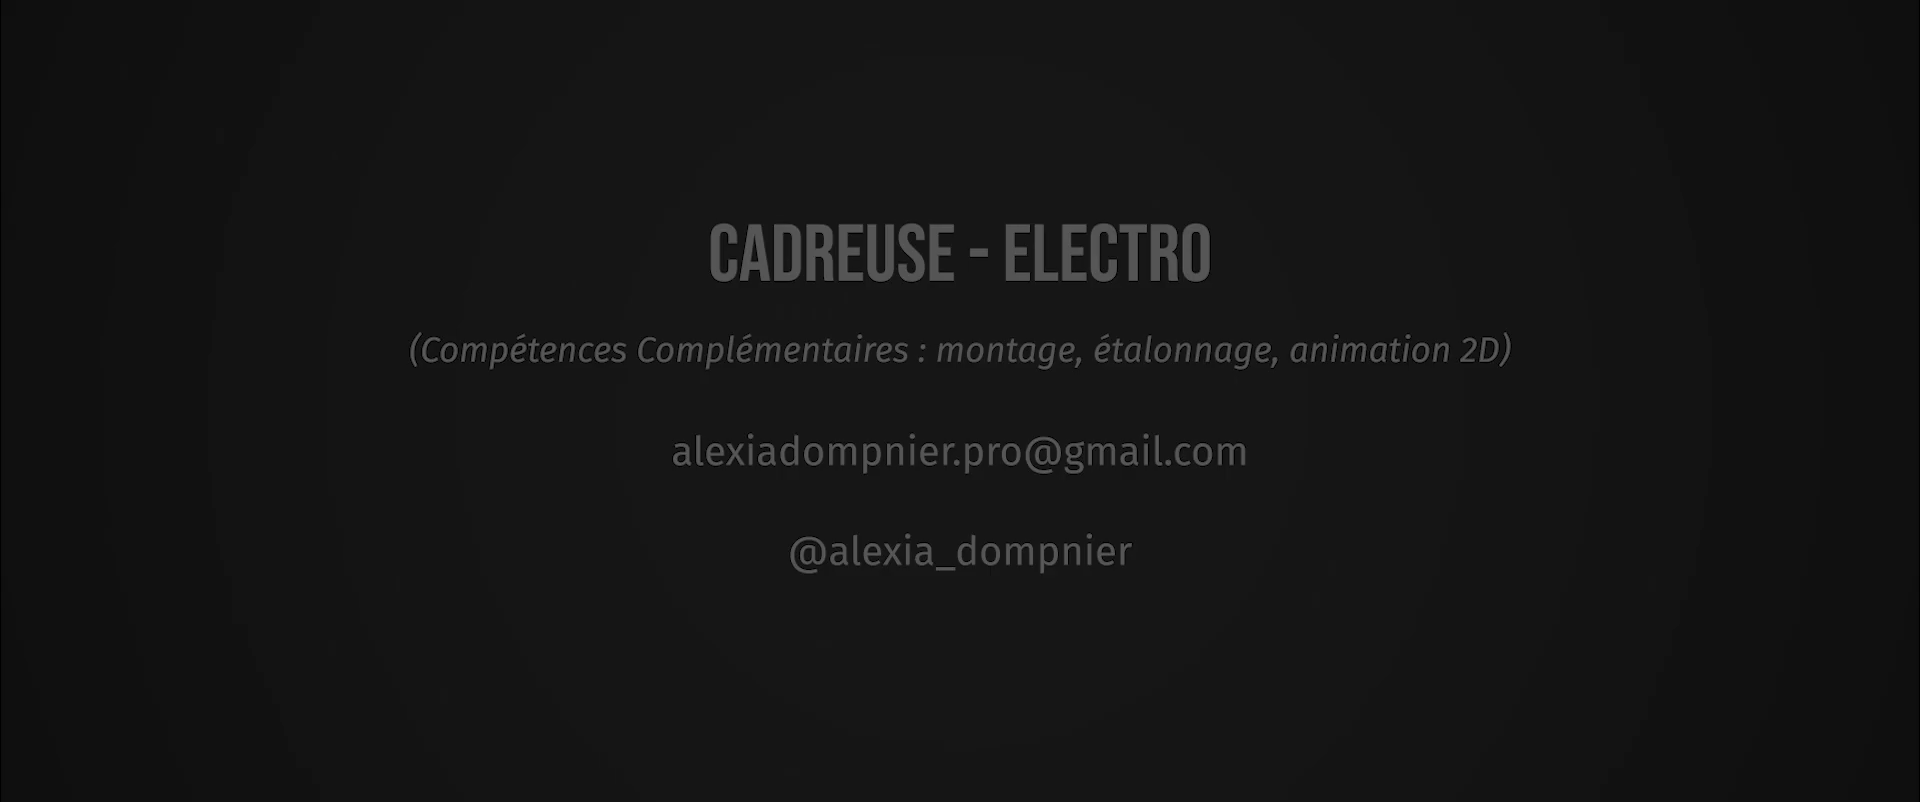 CADREUSE - ELECTRO
(Compétences Complémentaires : montage, étalonnage, animation 2D)
alexiadompnier.pro@gmail.com
@alexia_dompnier